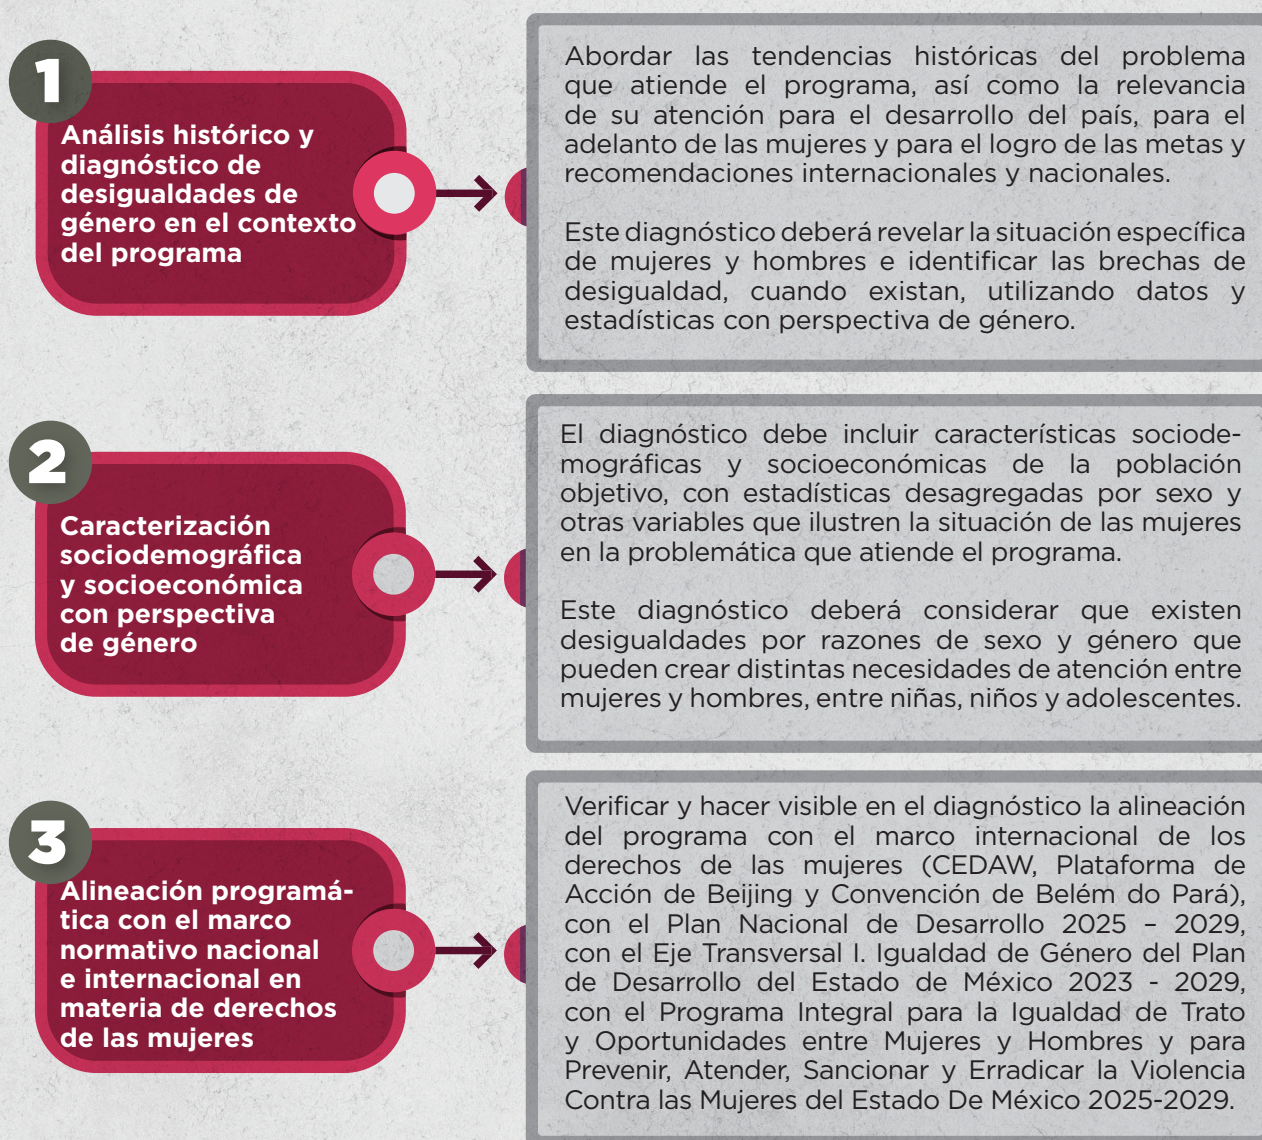 1
Análisis histórico y
diagnóstico de
desigualdades de
género en el contexto
del programa
Abordar las tendencias históricas del problema
que atiende el programa, así como la relevancia
de su atención para el desarrollo del país, para el
adelanto de las mujeres y para el logro de las metas y
recomendaciones internacionales y nacionales.
Este diagnóstico deberá revelar la situación específica
de mujeres y hombres e identificar las brechas de
desigualdad, cuando existan, utilizando datos y
estadísticas con perspectiva de género.
2
Caracterización
sociodemográfica
y socioeconómica
con perspectiva
de género
El diagnóstico debe incluir características sociode-
mográficas y socioeconómicas de la población
objetivo, con estadísticas desagregadas por sexo y
otras variables que ilustren la situación de las mujeres
en la problemática que atiende el programa.
Este diagnóstico deberá considerar que existen
desigualdades por razones de sexo y género que
pueden crear distintas necesidades de atención entre
mujeres y hombres, entre niñas, niños y adolescentes.
3
Alineación programá-
tica con el marco
normativo nacional
e internacional en
materia de derechos
de las mujeres
Verificar y hacer visible en el diagnóstico la alineación
del programa con el marco internacional de los
derechos de las mujeres (CEDAW, Plataforma de
Acción de Beijing y Convención de Belém do Pará),
con el Plan Nacional de Desarrollo 2025 – 2029,
con el Eje Transversal I. Igualdad de Género del Plan
de Desarrollo del Estado de México 2023 - 2029,
con el Programa Integral para la Igualdad de Trato
y Oportunidades entre Mujeres y Hombres y para
Prevenir, Atender, Sancionar y Erradicar la Violencia
Contra las Mujeres del Estado De México 2025-2029.